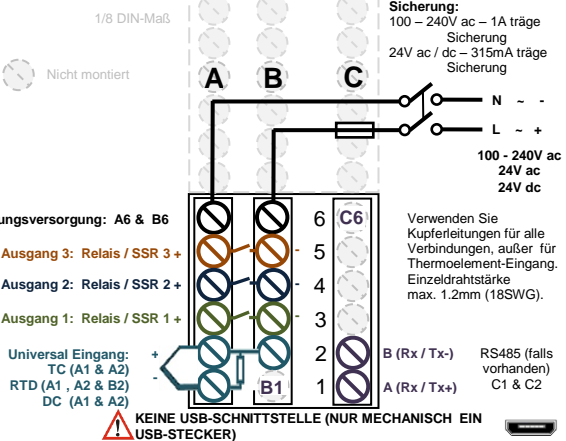 Sicherung:
1/8 DIN-Maß
100 – 240V ac – 1A träge
Sicherung
24V ac / dc – 315mA träge
Sicherung
Nicht montiert
A B C
N ~ -
L ~ +
100 - 240V ac
24V ac
24V dc
ungsversorgung: A6 & B6
6 C6
Verwenden Sie
Kupferleitungen für alle
Verbindungen, außer für
Thermoelement-Eingang.
Einzeldrahtstärke
max. 1.2mm (18SWG).
Ausgang 3: Relais / SSR 3 + - 5
Ausgang 2: Relais / SSR 2 + - 4
Ausgang 1: Relais / SSR 1 + - 3
Universal Eingang: +
TC (A1 & A2) -
RTD (A1 , A2 & B2)
DC (A1 & A2)
2 B (Rx / Tx-)
B1 1 A (Rx / Tx+)
RS485 (falls
vorhanden)
C1 & C2
KEINE USB-SCHNITTSTELLE (NUR MECHANISCH EIN
USB-STECKER)